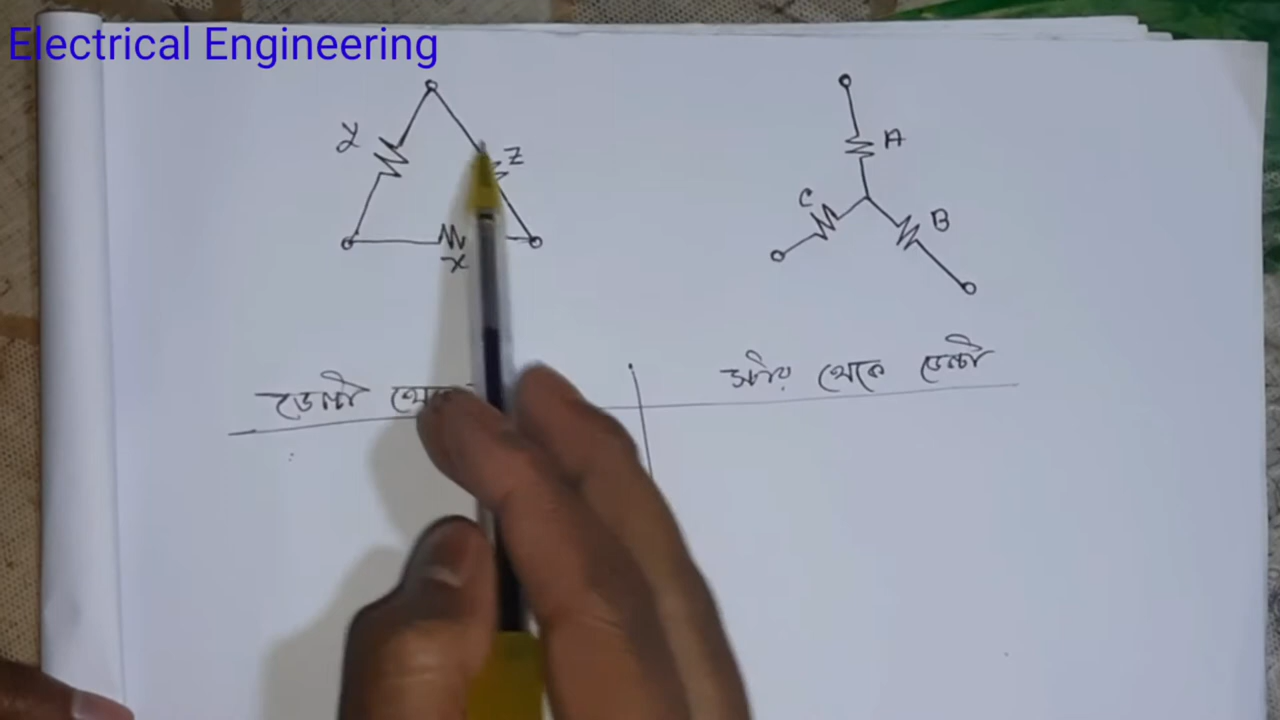 Electrical Engineering
y
z
x
A
C
B
ডেল্টা থেকে
স্টার থেকে ডেল্টা